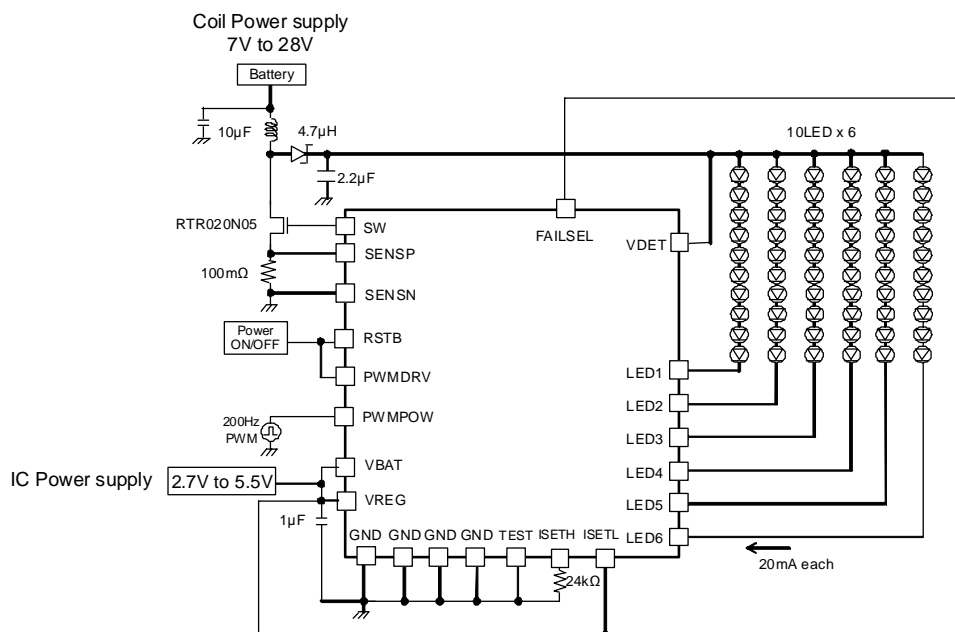 Coil Power supply
7V to 28V
Battery
10µF
4.7µH
10LED x 6
2.2µF
RTR020N05
SW
FAILSEL
VDET
SENSP
100mΩ
SENSN
Power
ON/OFF
RSTB
PWMDRV
LED1
LED2
200Hz
PWM
PWMPOW
LED3
IC Power supply
2.7V to 5.5V
VBAT
LED4
VREG
LED5
1µF
GND GND GND GND TEST ISETH ISETL
LED6
24kΩ
20mA each